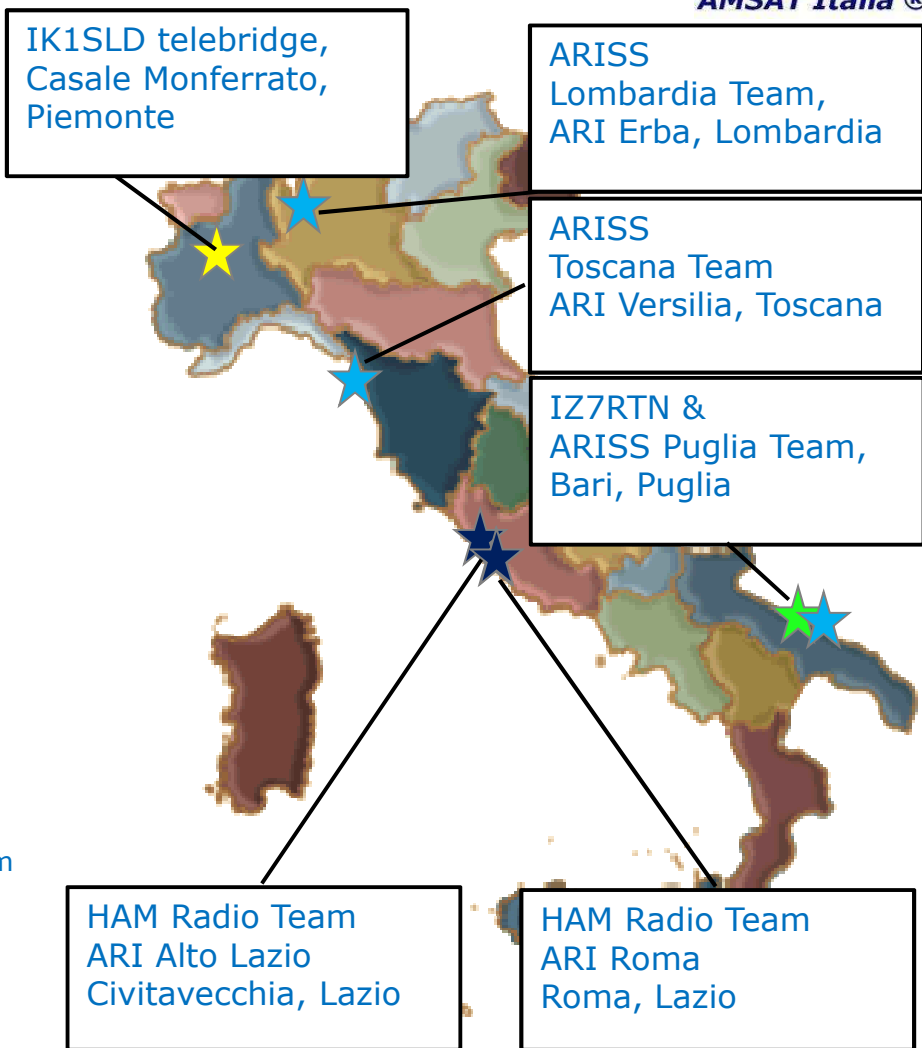 AMSAT Italia ®
IK1SLD telebridge,
Casale Monferrato,
Piemonte
ARISS
Lombardia Team,
ARI Erba, Lombardia
ARISS
Toscana Team
ARI Versilia, Toscana
IZ7RTN &
ARISS Puglia Team,
Bari, Puglia
HAM Radio Team
ARI Alto Lazio
Civitavecchia, Lazio
HAM Radio Team
ARI Roma
Roma, Lazio